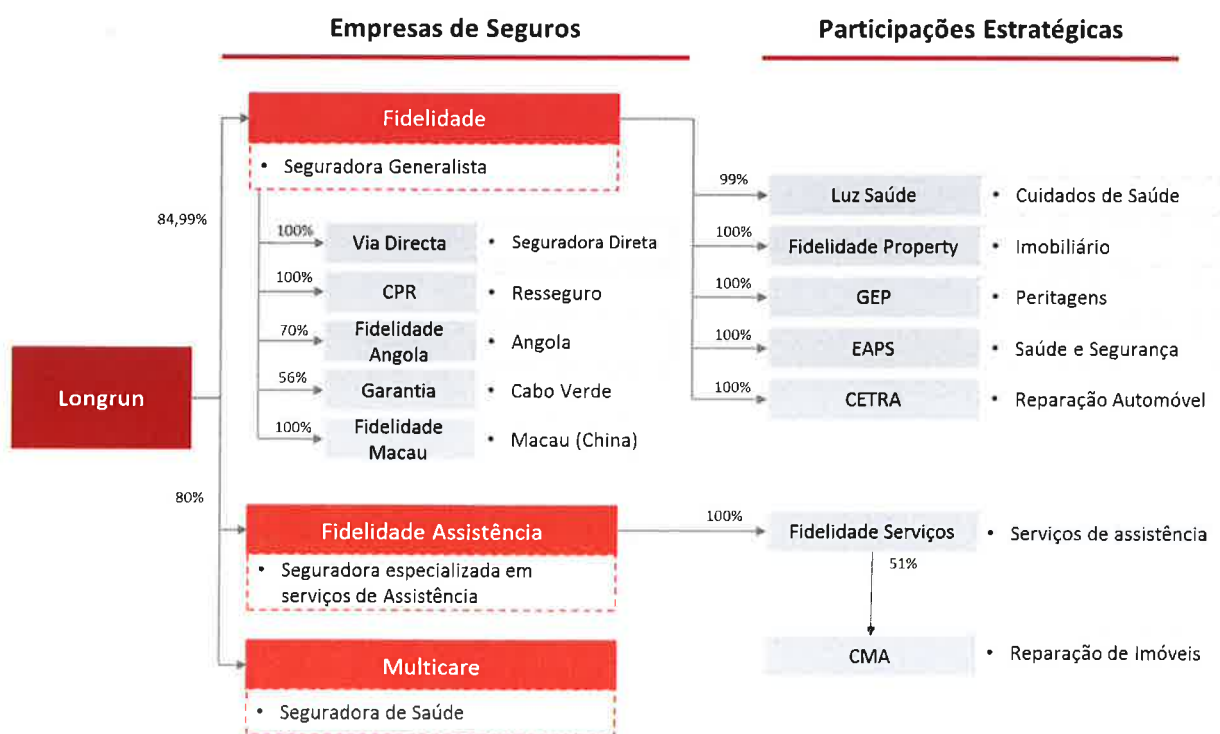 Empresas de Seguros
Participações Estratégicas
Fidelidade
• Seguradora Generalista
84,99%
100%
Via Directa
• Seguradora Direta
100%
CPR
• Resseguro
70%
Fidelidade
Angola
• Angola
56%
Garantia
• Cabo Verde
100%
Fidelidade
Macau
• Macau (China)
99%
Luz Saúde
• Cuidados de Saúde
100%
Fidelidade Property
• Imobiliário
100%
GEP
• Peritagens
100%
EAPS
• Saúde e Segurança
100%
CETRA
• Reparação Automóvel
Longrun
80%
Fidelidade Assistência
• Seguradora especializada em
serviços de Assistência
100%
Fidelidade Serviços
• Serviços de assistência
51%
CMA
• Reparação de Imóveis
Multicare
• Seguradora de Saúde